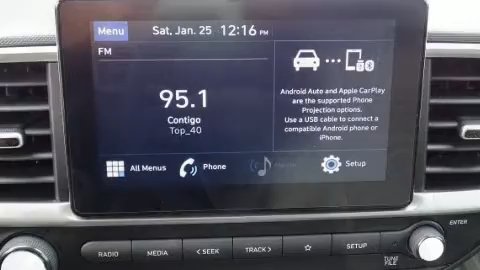 Menu Sat, Jan. 25 12:16 PM
FM
95.1
Contigo
Top_40
Android Auto and Apple CarPlay
are the supported Phone
Projection options.
Use a USB cable to connect a
compatible Android phone or
iPhone.
All Menus Phone Setup
ENTER
RADIO MEDIA < SEEK TRACK > SETUP
TUNE
FILE